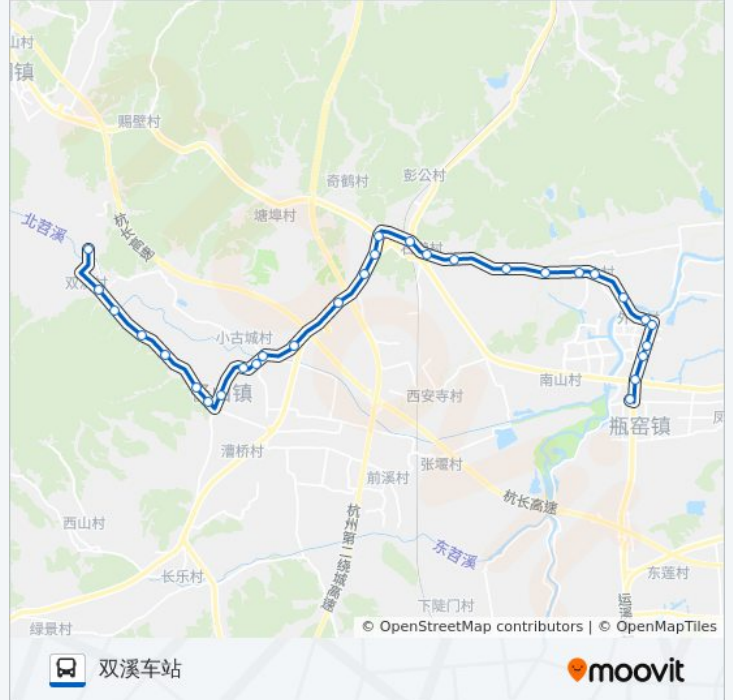 山村
镇
赐璧村
奇鹤村
彭公村
北苕溪
杭长高速
塘埠村
村
双溪村
小古城村
镇
南山村
西安寺村
瓶窑镇
漕桥村
张堰村
前溪村
杭长高速
杭州第二绕城高速
西山村
东苕溪
长乐村
东莲村
下陡门村
绿景村
© OpenStreetMap contributors | © OpenMapTiles
双溪车站
moovit